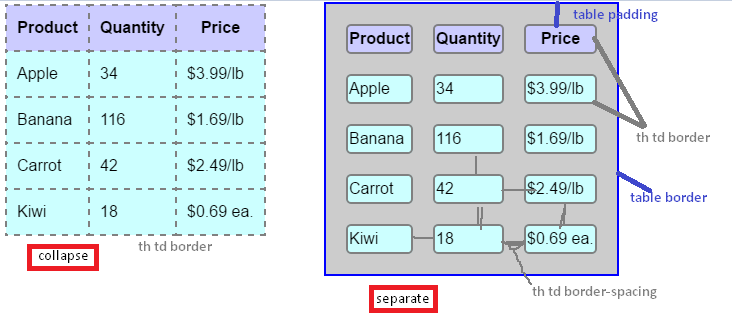 Product Quantity Price
Apple 34 $3.99/lb
Banana 116 $1.69/lb
Carrot 42 $2.49/lb
Kiwi 18 $0.69 ea.
th td border
collapse
table padding
Product Quantity Price
Apple 34 $3.99/lb
Banana 116 $1.69/lb
th td border
Carrot 42 $2.49/lb
table border
Kiwi 18 $0.69 ea.
th td border-spacing
separate